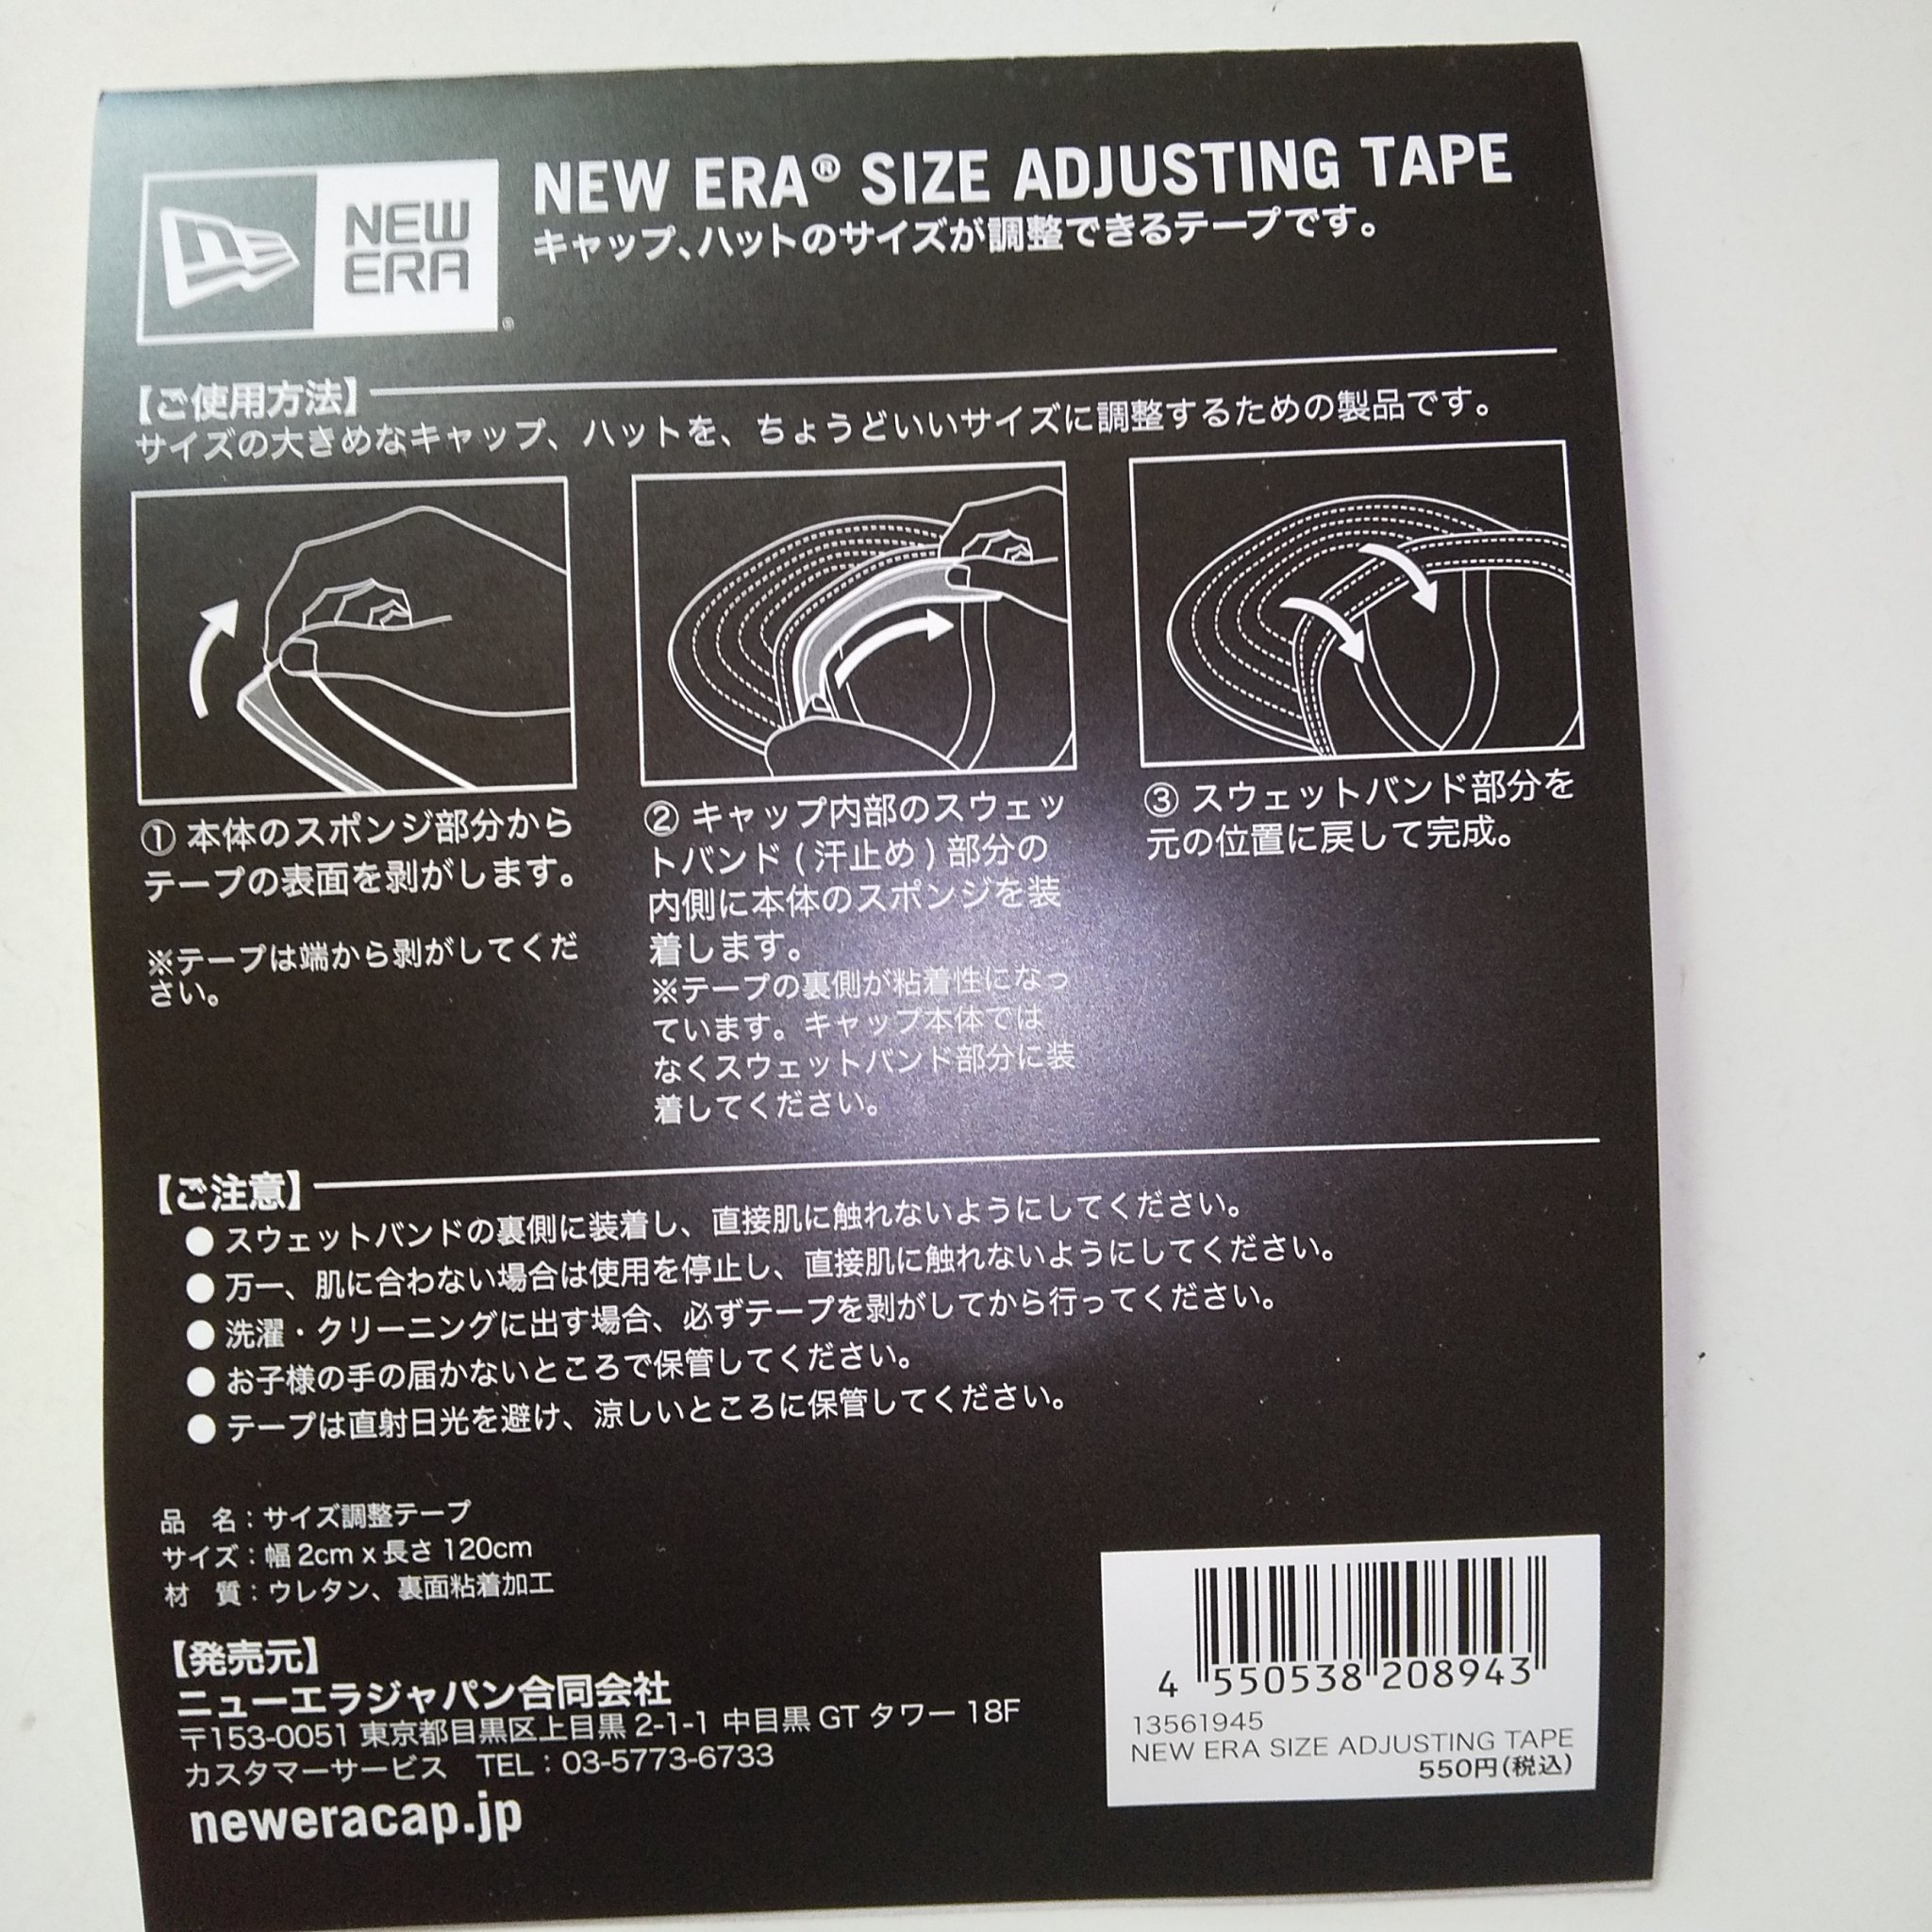 NEW
ERA
®
NEW ERA® SIZE ADJUSTING TAPE
キャップ、ハットのサイズが調整できるテープです。
【ご使用方法】
サイズの大きめなキャップ、ハットを、ちょうどいいサイズに調整するための製品です。
① 本体のスポンジ部分から
テープの表面を剥がします。
※テープは端から剥がしてくだ
さい。
② キャップ内部のスウェッ
トバンド(汗止め)部分の
内側に本体のスポンジを装
着します。
※テープの裏側が粘着性になっ
ています。キャップ本体では
なくスウェットバンド部分に装
着してください。
③ スウェットバンド部分を
元の位置に戻して完成。
【ご注意】
● スウェットバンドの裏側に装着し、直接肌に触れないようにしてください。
● 万一、肌に合わない場合は使用を停止し、直接肌に触れないようにしてください。
● 洗濯・クリーニングに出す場合、必ずテープを剥がしてから行ってください。
● お子様の手の届かないところで保管してください。
● テープは直射日光を避け、涼しいところに保管してください。
品　名：サイズ調整テープ
サイズ：幅 2cm x 長さ 120cm
材　質：ウレタン、裏面粘着加工
【発売元】
ニューエラジャパン合同会社
〒153-0051 東京都目黒区上目黒 2-1-1 中目黒 GT タワー 18F
カスタマーサービス　TEL：03-5773-6733
neweracap.jp
4 550538 208943
13561945
NEW ERA SIZE ADJUSTING TAPE
550円(税込)